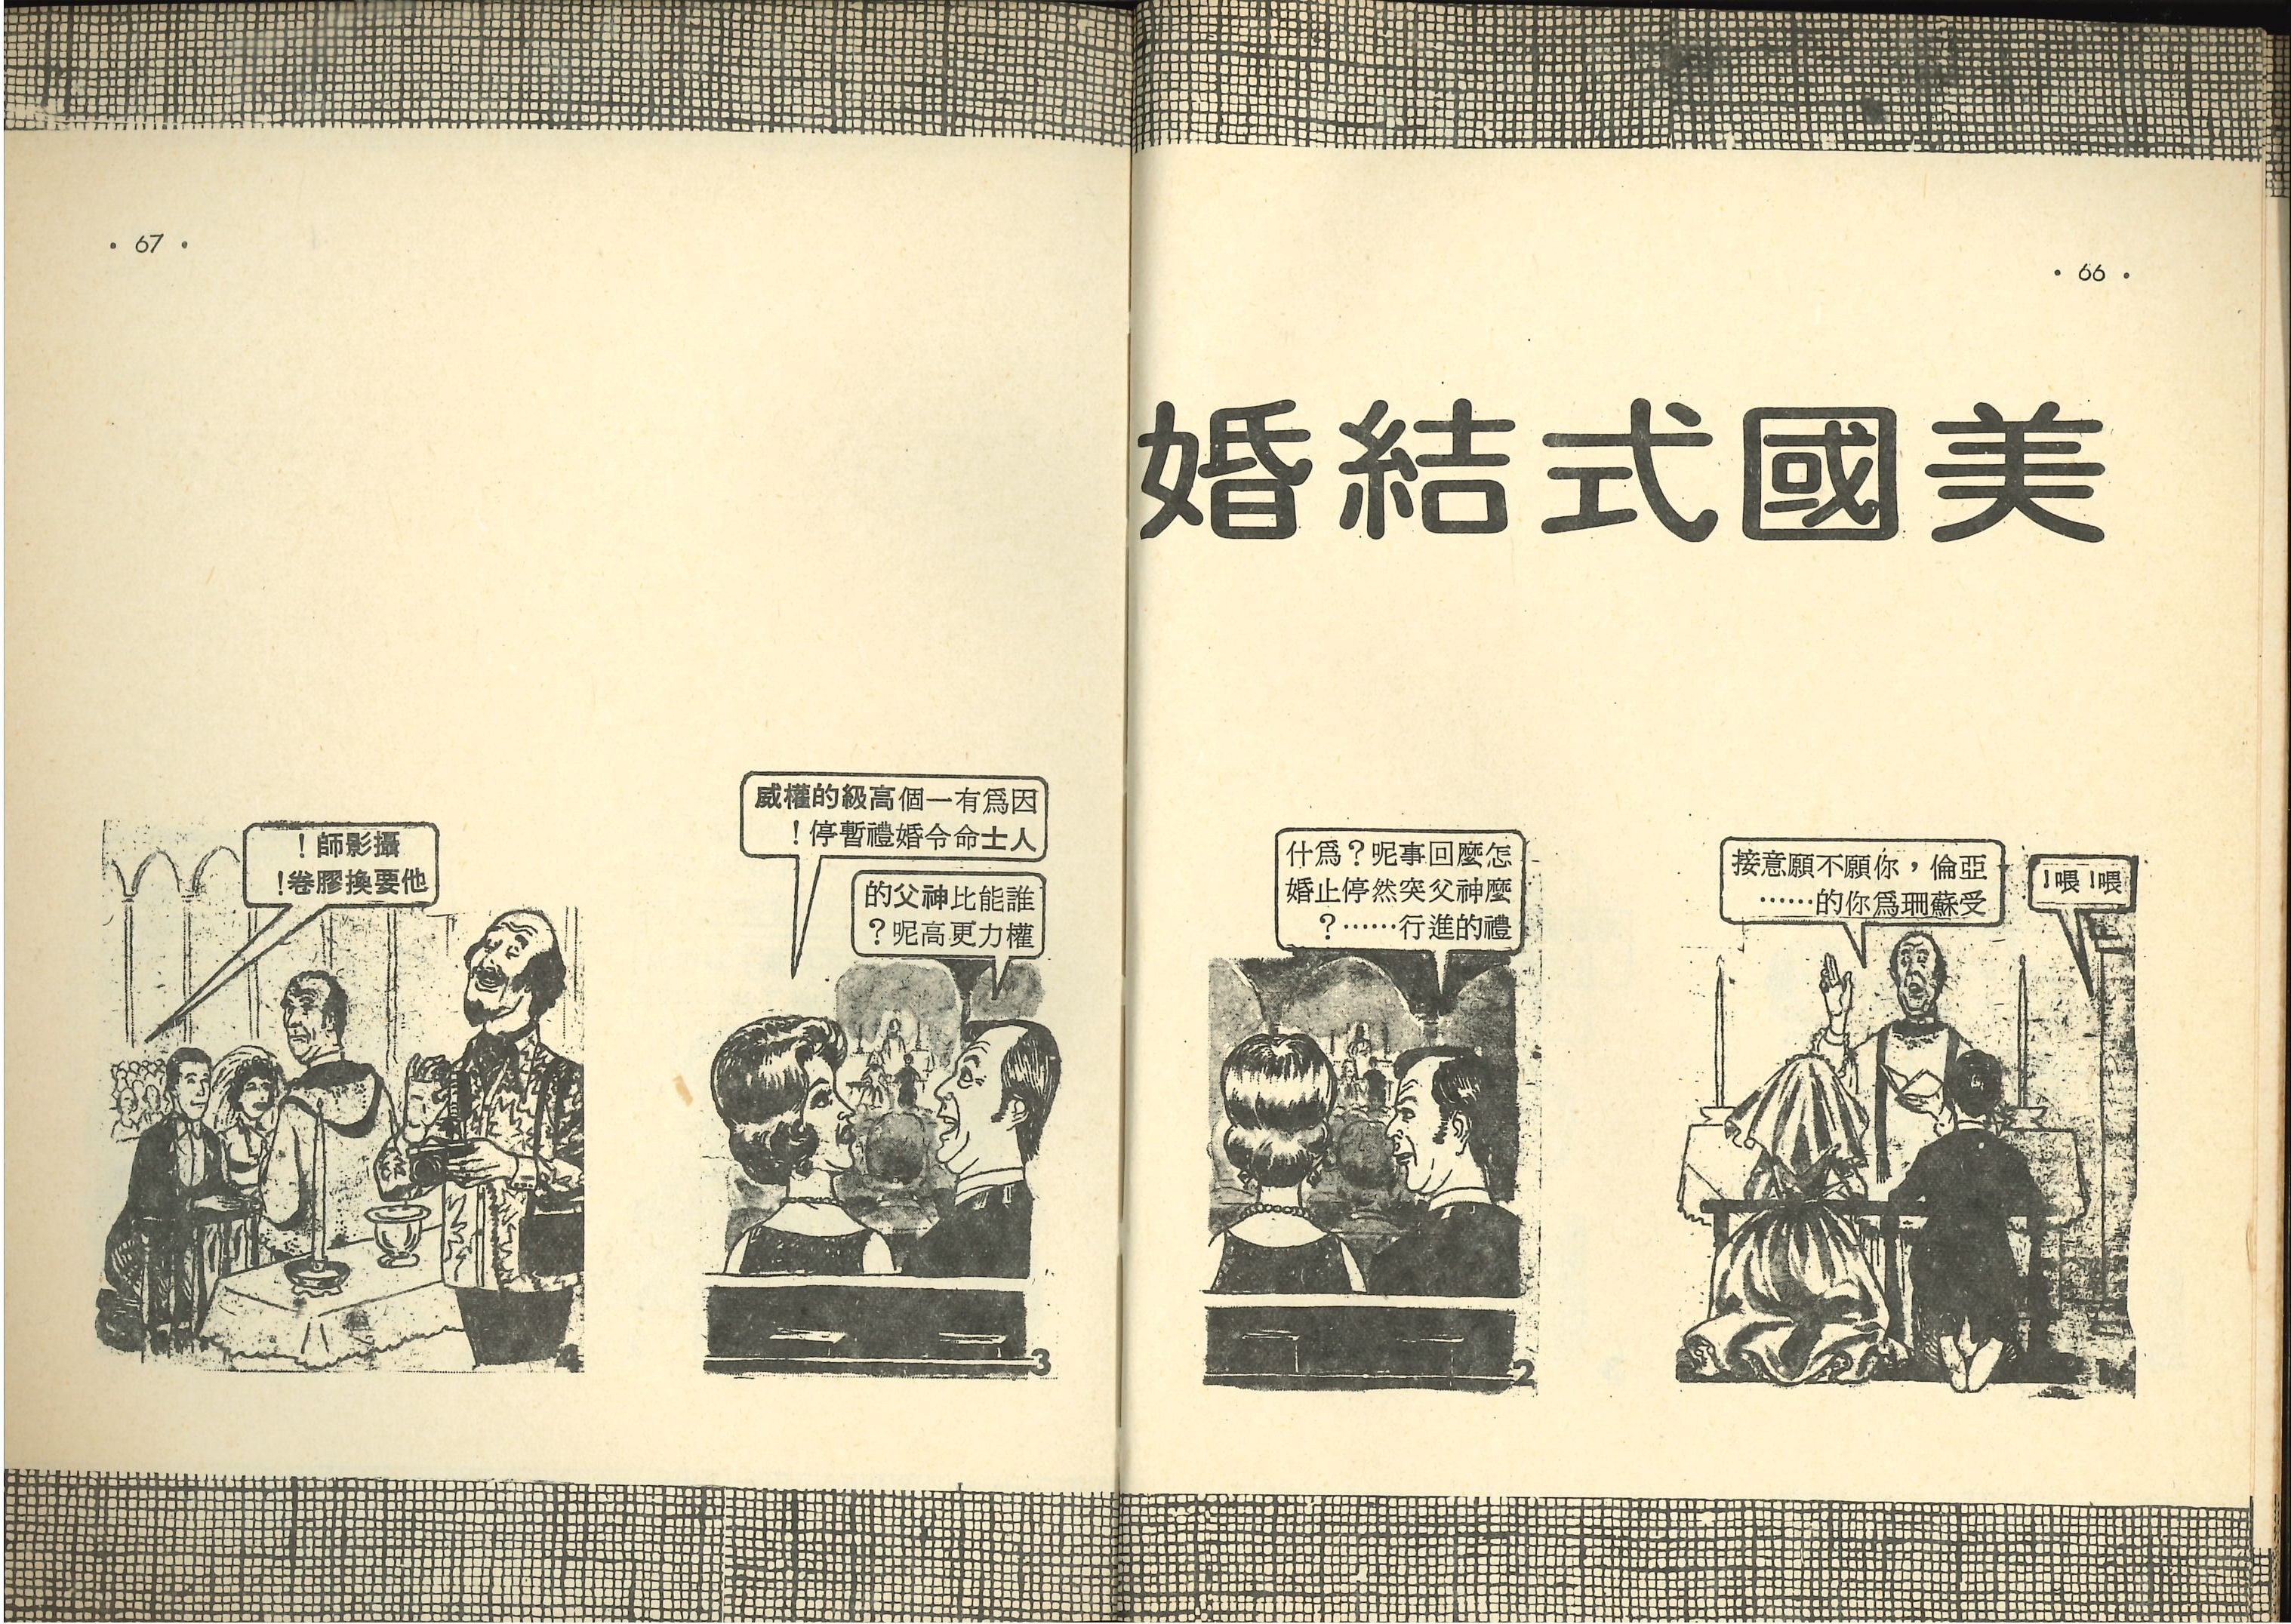 ・66・
美國式結婚
喂！喂！
亞倫，你願不願意接
受蘇珊為你的……
怎麼回事呢？爲什
麼神父突然停止婚
禮的進行……？
2
誰能比神父的
權力更高呢？
因爲有一個高級的權威
人士命令婚禮暫停！
3
・67・
攝影師！
他要換膠卷！